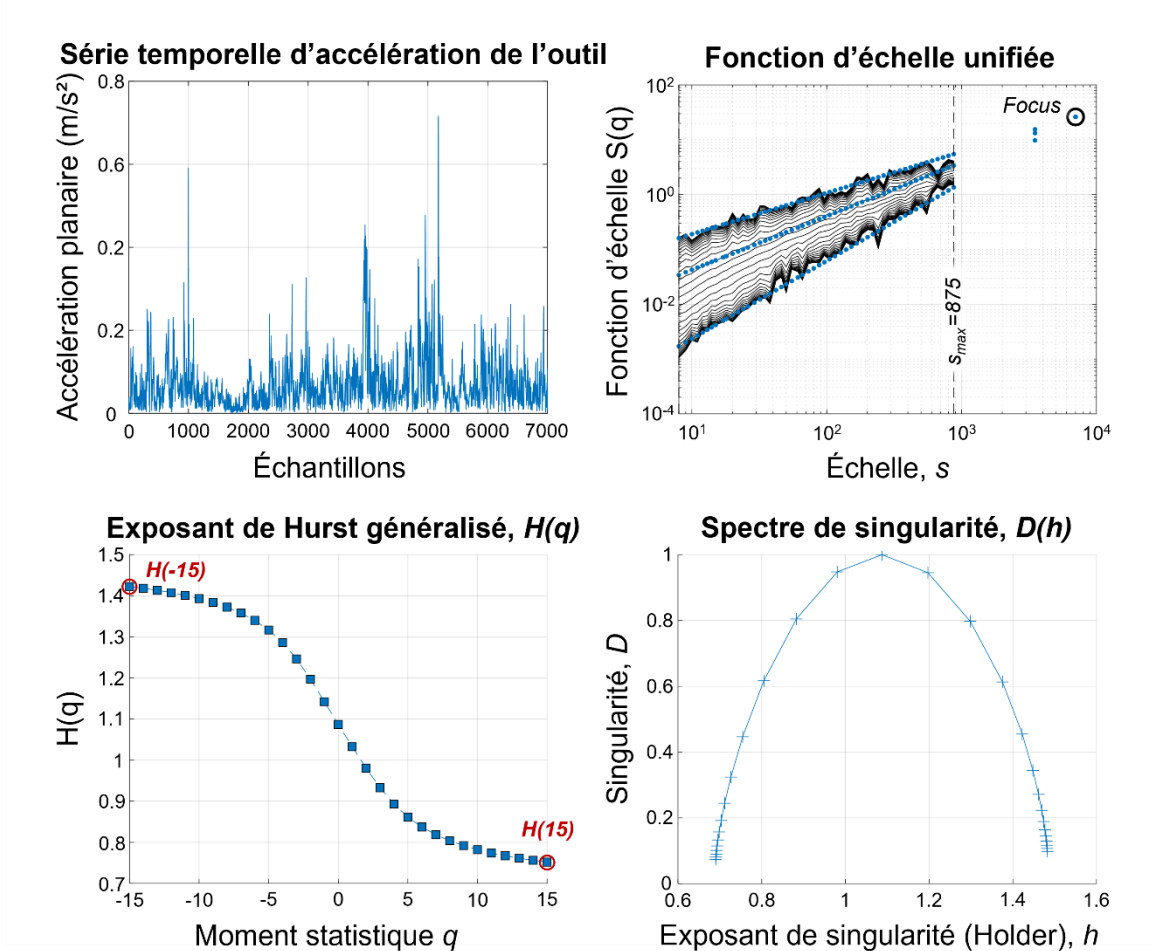 Série temporelle d’accélération de l’outil
Accélération planaire (m/s²)
0.8
0.6
0.2
0.2
0
0 1000 2000 3000 4000 5000 6000 7000
Échantillons
Fonction d’échelle unifiée
Fonction d’échelle S(q)
10²
10⁰
10⁻²
10⁻⁴
Focus
sₘₐₓ=875
10¹ 10² 10³ 10⁴
Échelle, s
Exposant de Hurst généralisé, H(q)
H(q)
1.5
1.4
1.3
1.2
1.1
1
0.9
0.8
0.7
H(-15)
H(15)
-15 -10 -5 0 5 10 15
Moment statistique q
Spectre de singularité, D(h)
Singularité, D
1
0.8
0.6
0.4
0.2
0
0.6 0.8 1 1.2 1.4 1.6
Exposant de singularité (Holder), h